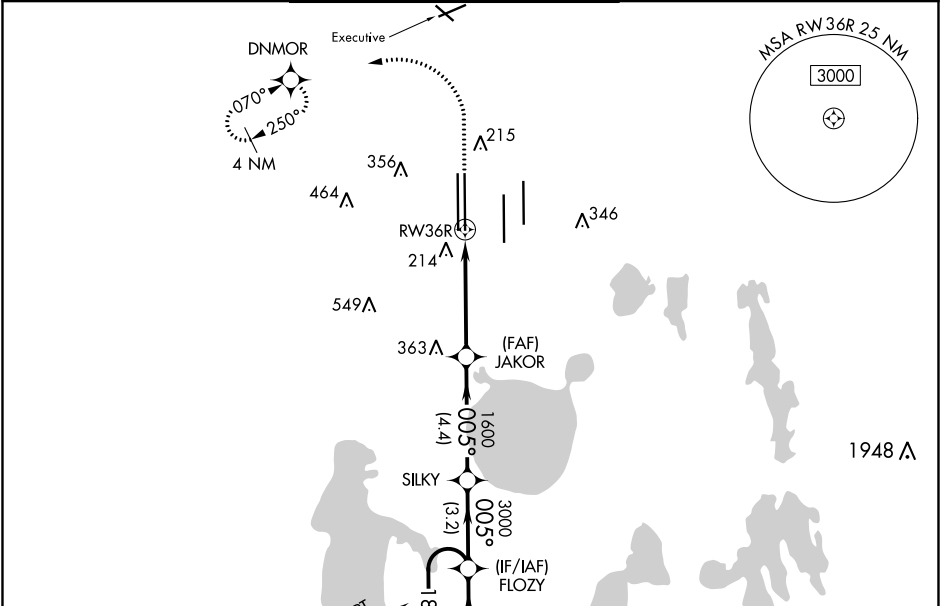 Executive
DNMOR
MSA RW36R 25 NM
3000
070°
250°
4 NM
215
356
464
346
RW36R
214
549
363
(FAF)
JAKOR
1600
005°
(4.4)
1948
SILKY
3000
005°
(3.2)
(IF/IAF)
FLOZY
18